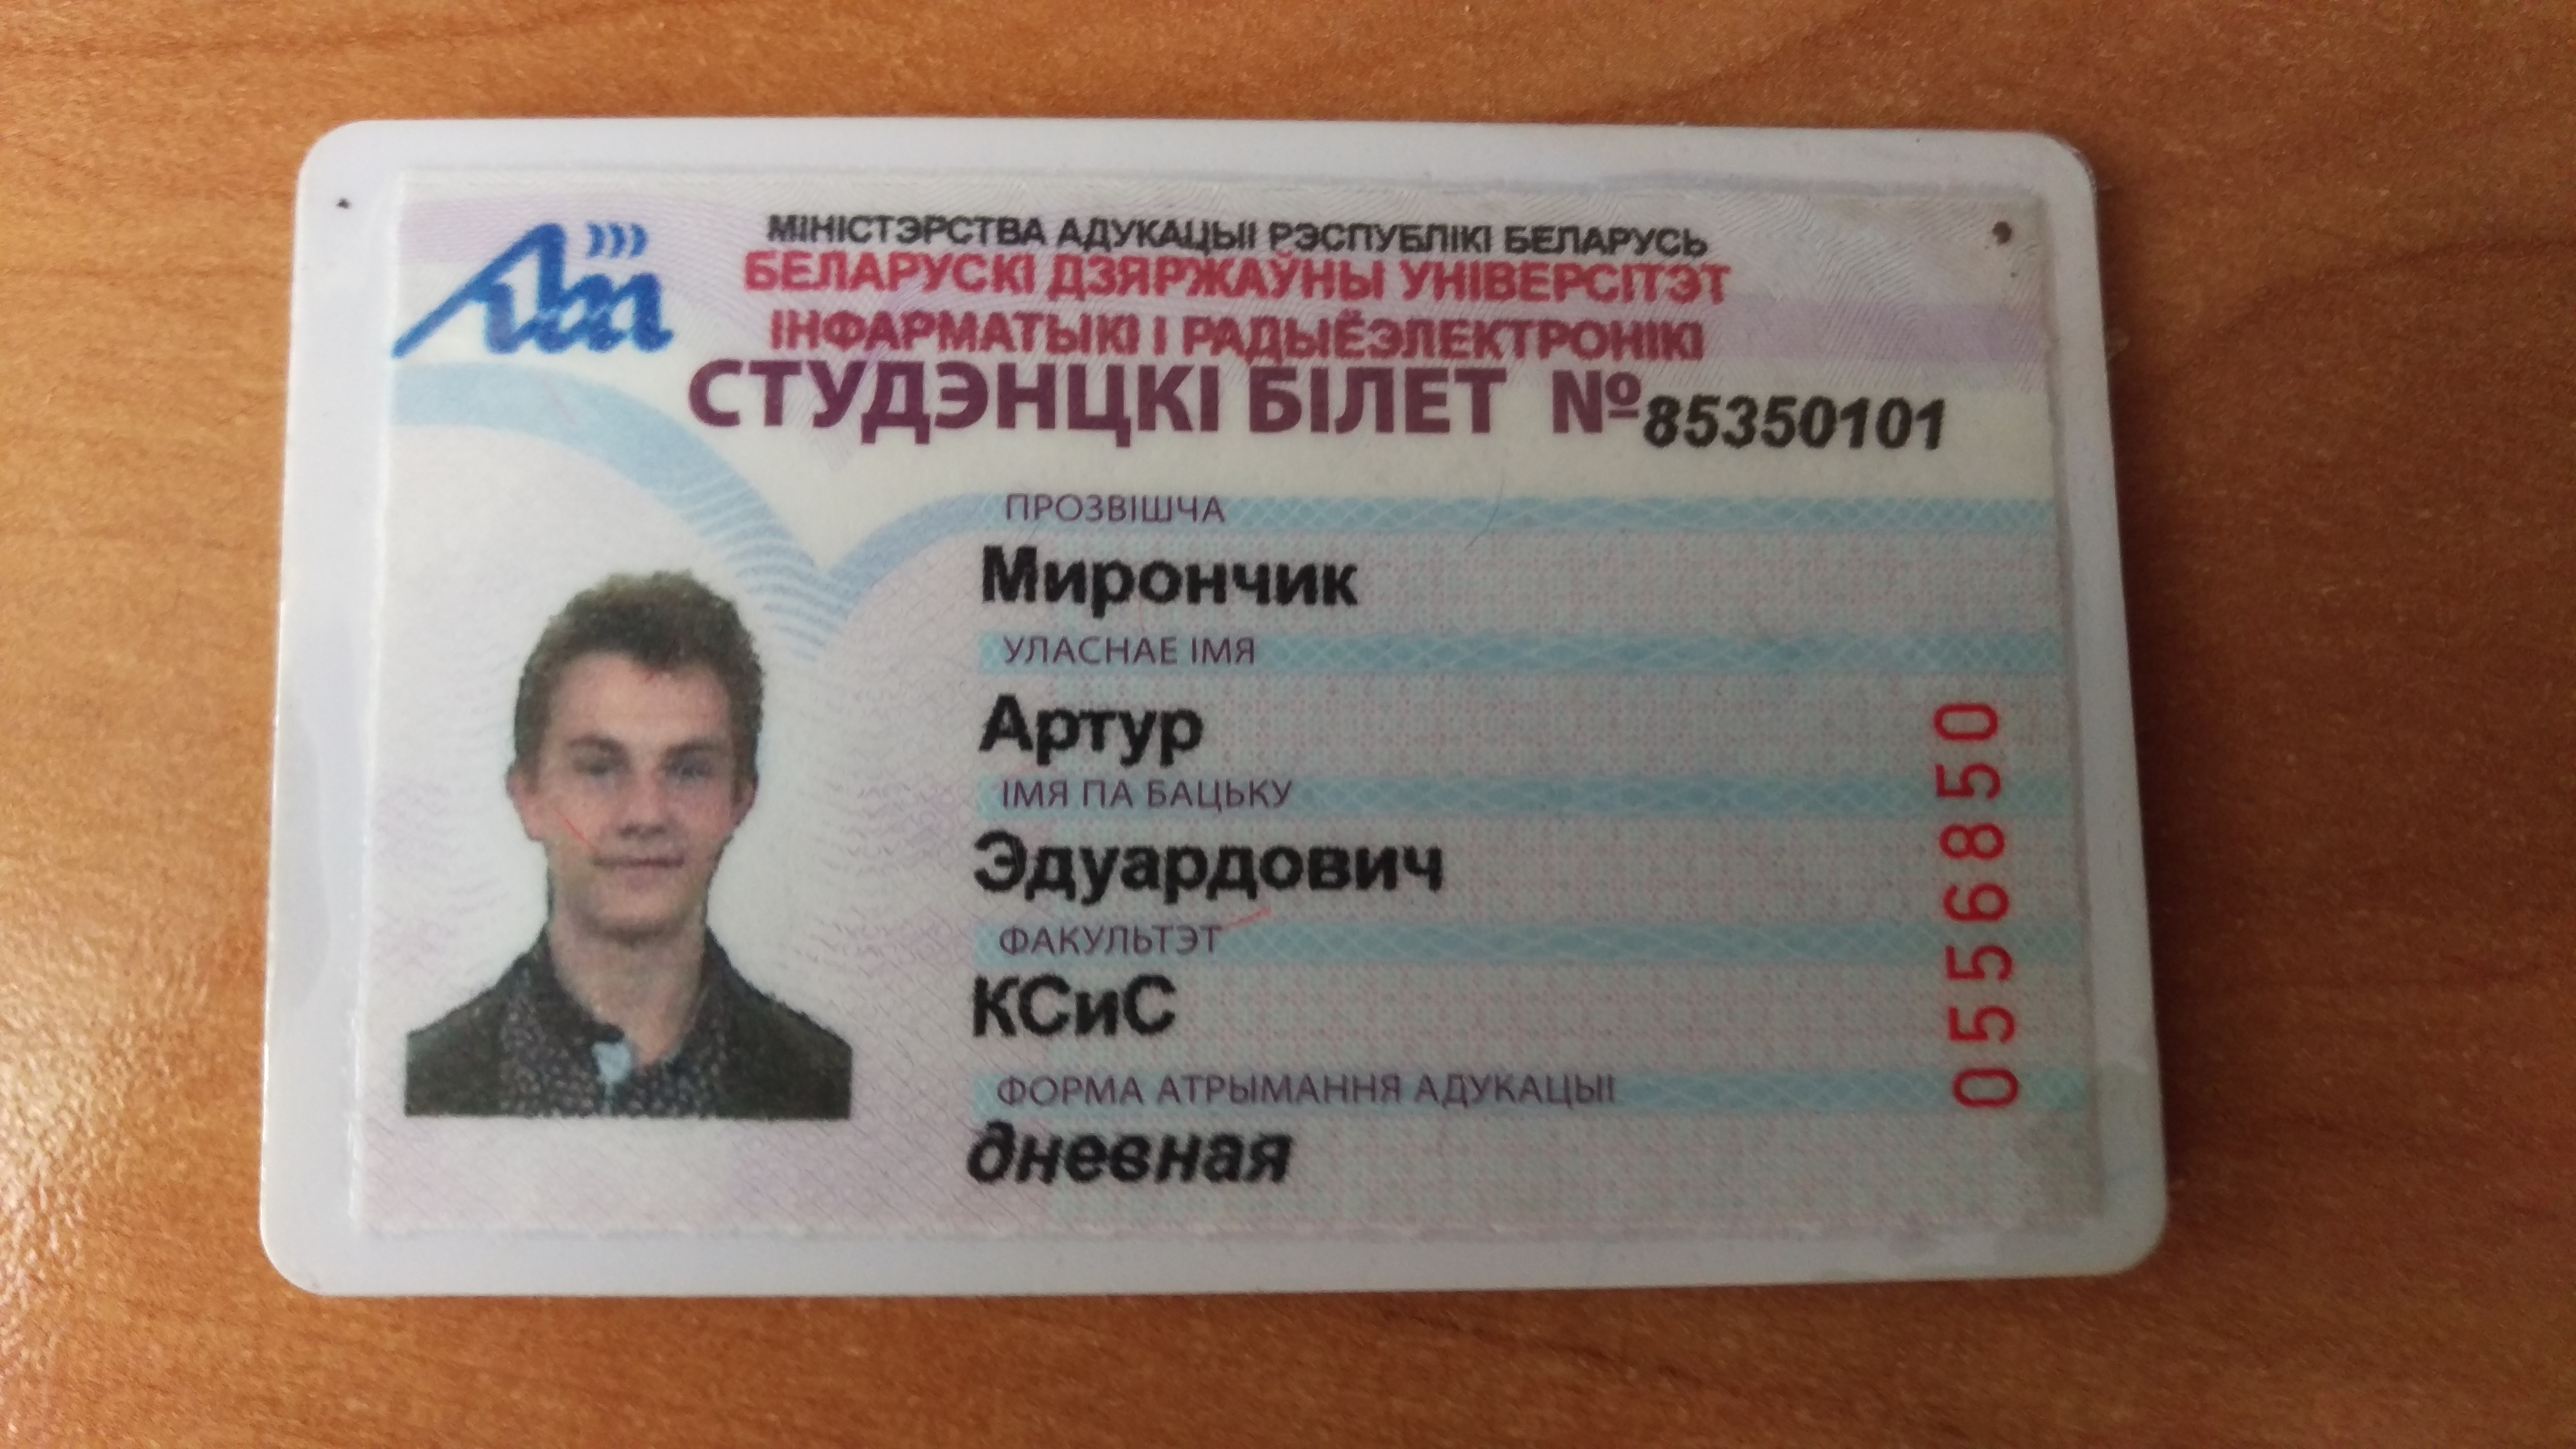 МІНІСТЭРСТВА АДУКАЦЫІ РЭСПУБЛІКІ БЕЛАРУСЬ
БЕЛАРУСКІ ДЗЯРЖАЎНЫ УНІВЕРСІТЭТ
ІНФАРМАТЫКІ І РАДЫЁЭЛЕКТРОНІКІ
СТУДЭНЦКІ БІЛЕТ №85350101
ПРОЗВІШЧА
Мирончик
УЛАСНАЕ ІМЯ
Артур
ІМЯ ПА БАЦЬКУ
Эдуардович
ФАКУЛЬТЭТ
КСиС
ФОРМА АТРЫМАННЯ АДУКАЦЫІ
дневная
0556850